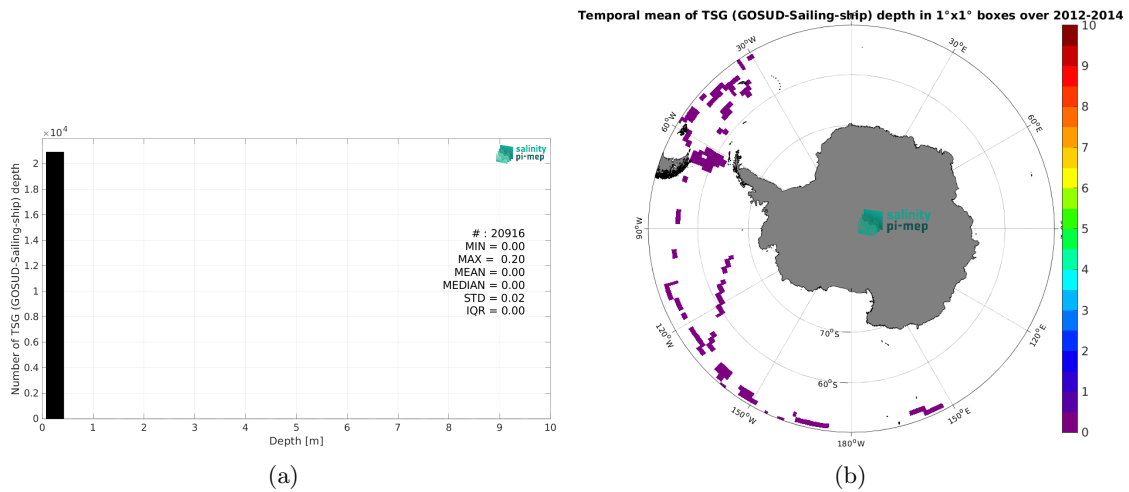 Temporal mean of TSG (GOSUD-Sailing-ship) depth in 1°x1° boxes over 2012-2014
×10⁴
2
1.8
1.6
1.4
1.2
1
0.8
0.6
0.4
0.2
0
Number of TSG (GOSUD-Sailing-ship) depth
salinity
pi-mep
# : 20916
MIN = 0.00
MAX = 0.20
MEAN = 0.00
MEDIAN = 0.00
STD = 0.02
IQR = 0.00
0 1 2 3 4 5 6 7 8 9 10
Depth [m]
(a)
30°W
30°E
60°W
60°E
90°W
120°W
120°E
150°W
150°E
180°W
70°S
60°S
salinity
pi-mep
10
9
8
7
6
5
4
3
2
1
0
(b)